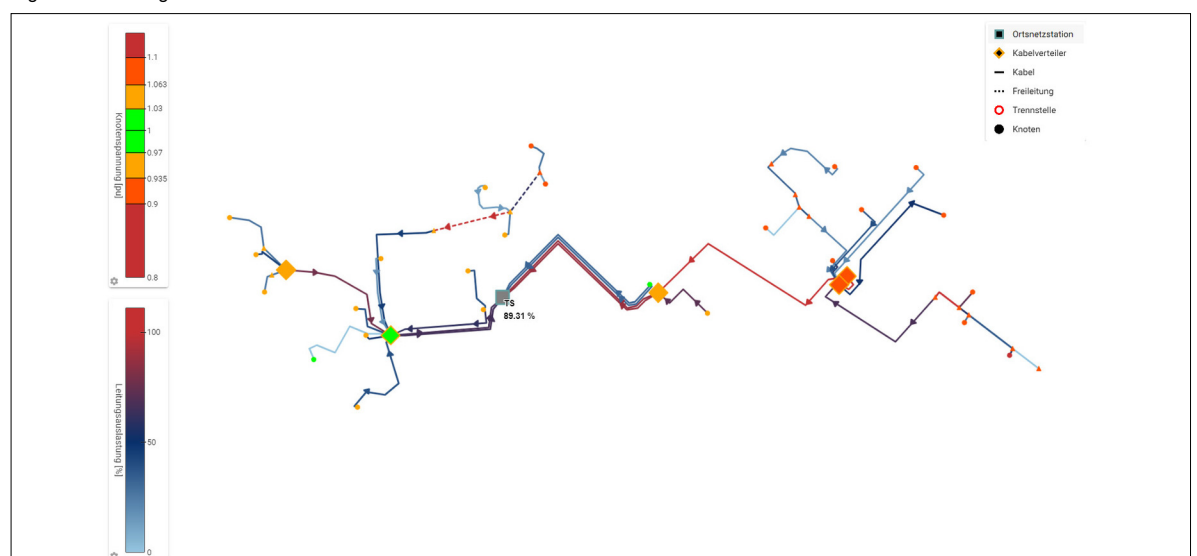 1.1
1.063
1.03
1
0.97
0.935
0.9
0.8
Knotenspannung [pu]
100
50
0
Leitungsauslastung [%]
TS
89.31 %
Ortsnetzstation
Kabelverteiler
Kabel
Freileitung
Trennstelle
Knoten